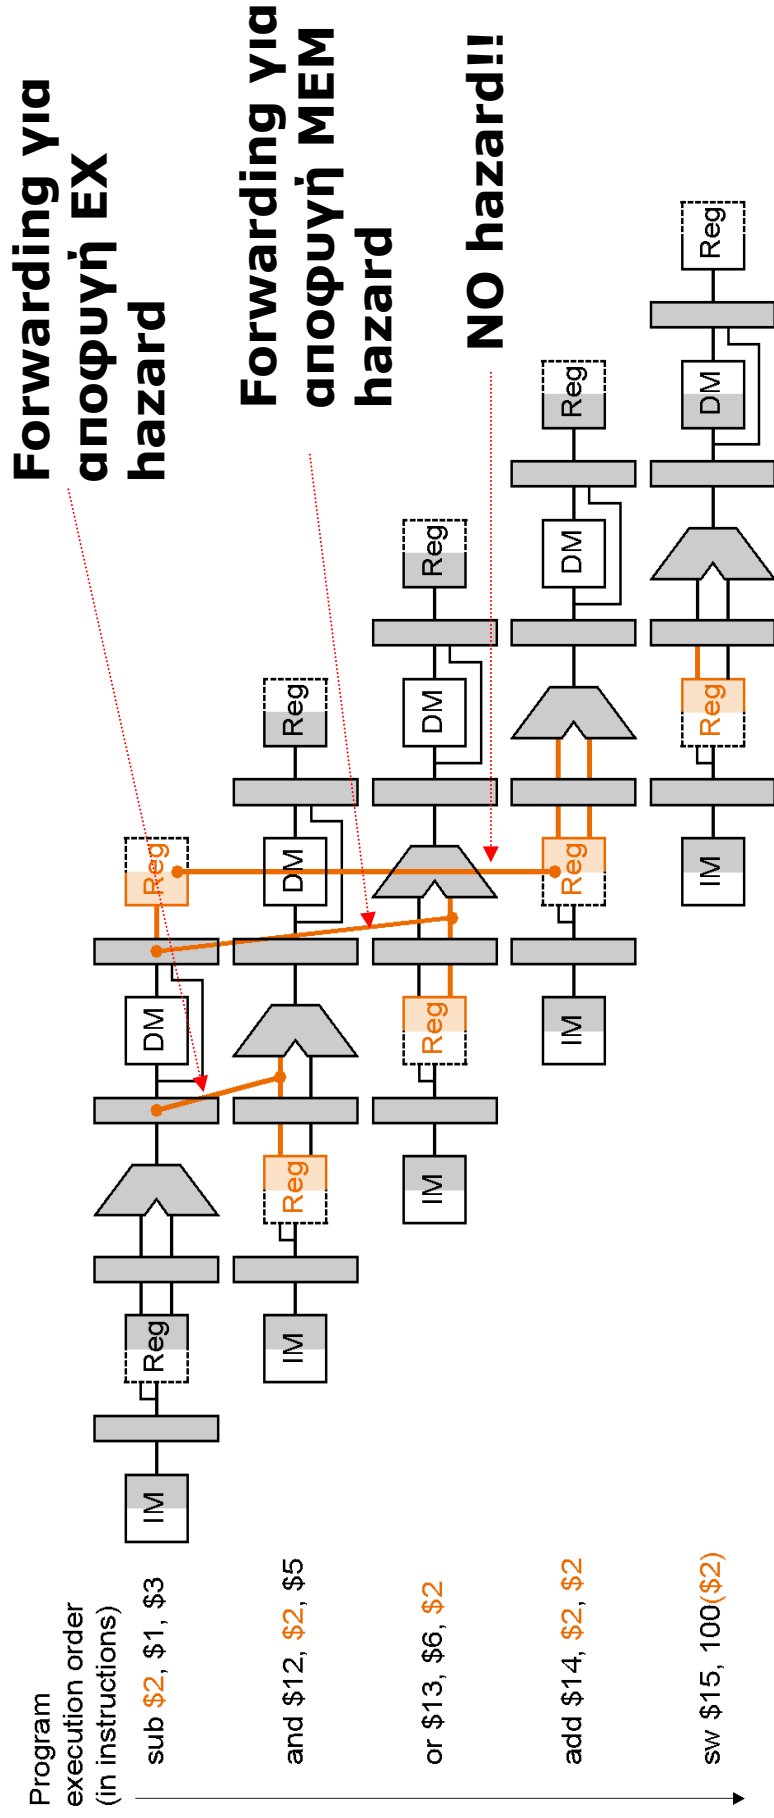 Forwarding για
αποφυγή EX
hazard
Forwarding για
αποφυγή MEM
hazard
NO hazard!!
Program
execution order
(in instructions)
sub $2, $1, $3
IM
Reg
DM
Reg
and $12, $2, $5
IM
Reg
DM
Reg
or $13, $6, $2
IM
Reg
DM
Reg
add $14, $2, $2
IM
Reg
DM
Reg
sw $15, 100($2)
IM
Reg
DM
Reg